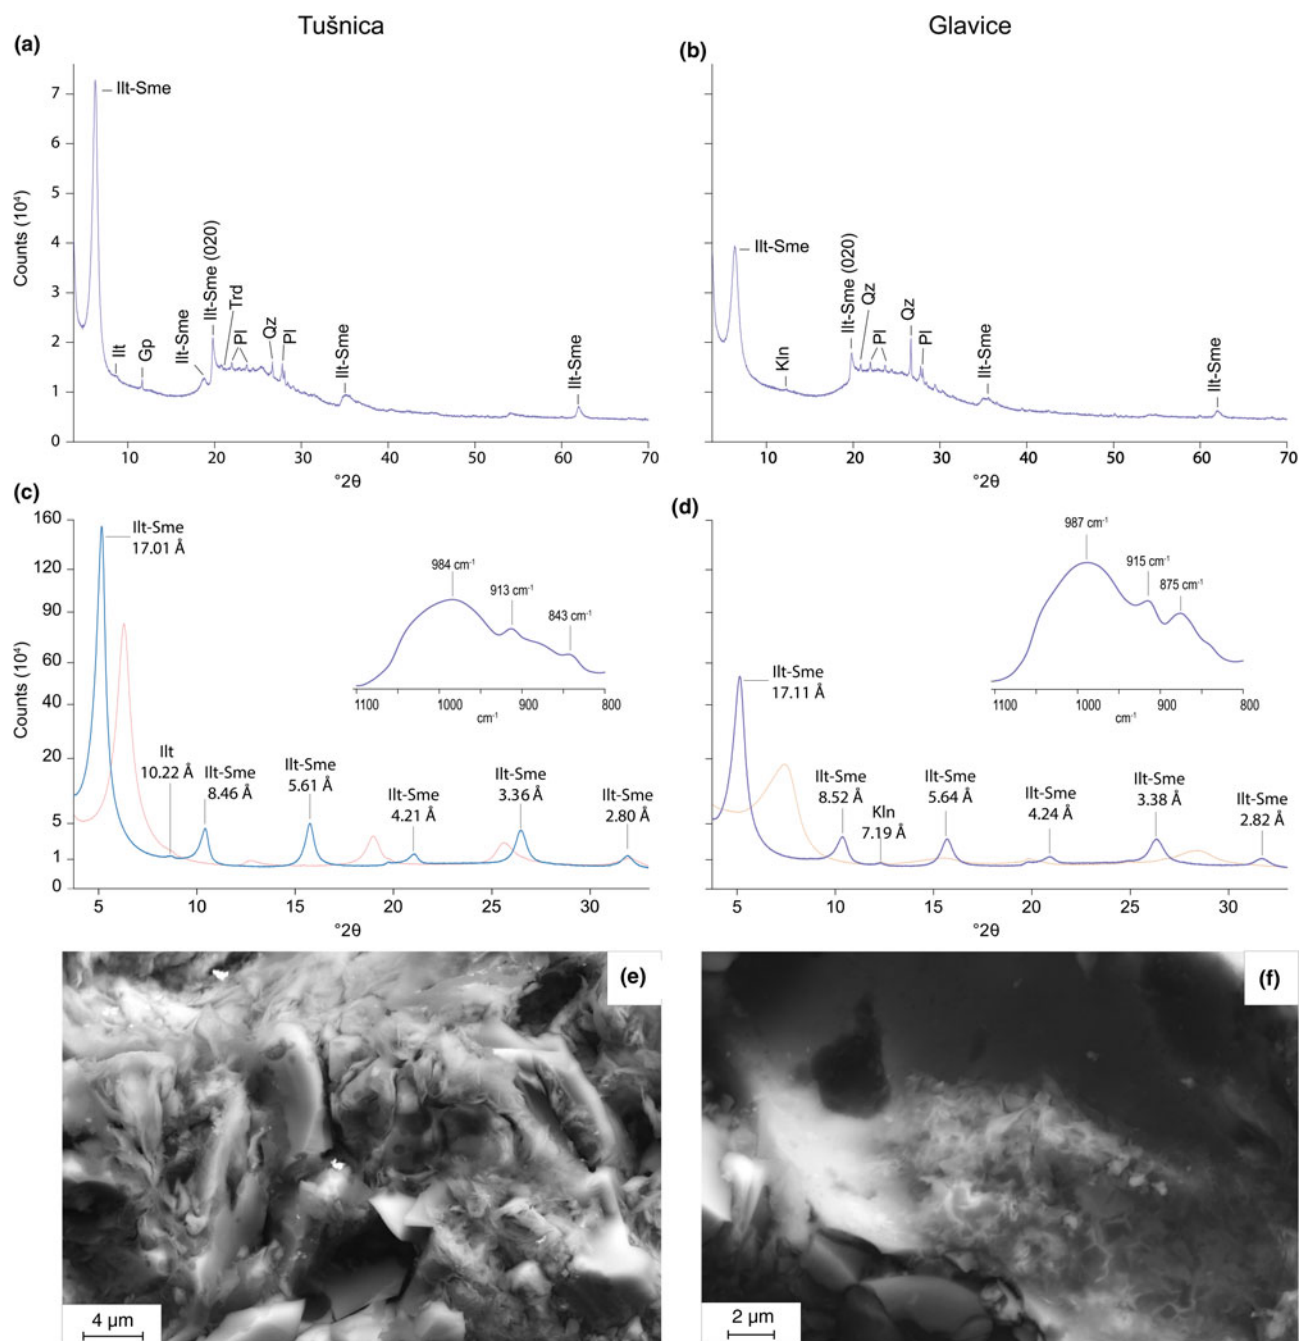 Tušnica
Glavice
(a)
Counts (10⁴)
7
6
5
4
3
2
1
0
Ilt-Sme
Ilt
Gp
Ilt-Sme
Ilt-Sme (020)
Trd
Pl
Qz
Pl
Ilt-Sme
Ilt-Sme
10 20 30 40 50 60 70
°2θ
(b)
Ilt-Sme
Kln
Ilt-Sme (020)
Qz
Pl
Qz
Pl
Ilt-Sme
Ilt-Sme
10 20 30 40 50 60 70
°2θ
(c)
Counts (10⁴)
160
120
90
60
40
20
5
1
0
Ilt-Sme
17.01 Å
Ilt
10.22 Å
Ilt-Sme
8.46 Å
Ilt-Sme
5.61 Å
Ilt-Sme
4.21 Å
Ilt-Sme
3.36 Å
Ilt-Sme
2.80 Å
984 cm⁻¹
913 cm⁻¹
843 cm⁻¹
1100 1000 900 800
cm⁻¹
5 10 15 20 25 30
°2θ
(d)
Ilt-Sme
17.11 Å
Ilt-Sme
8.52 Å
Kln
7.19 Å
Ilt-Sme
5.64 Å
Ilt-Sme
4.24 Å
Ilt-Sme
3.38 Å
Ilt-Sme
2.82 Å
987 cm⁻¹
915 cm⁻¹
875 cm⁻¹
1100 1000 900 800
cm⁻¹
5 10 15 20 25 30
°2θ
(e)
4 µm
(f)
2 µm